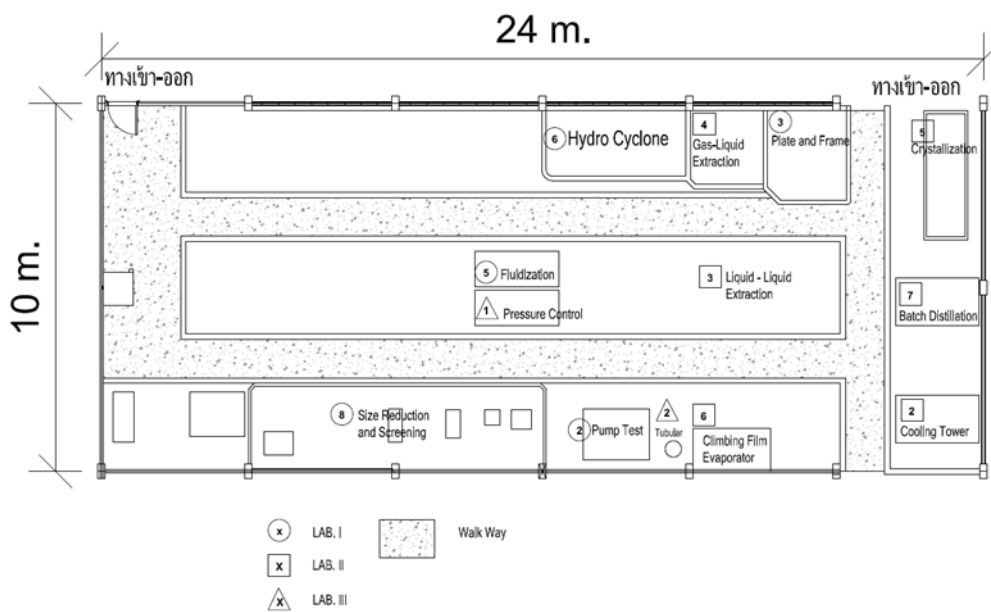 24 m.
ทางเข้า-ออก
ทางเข้า-ออก
10 m.
6 Hydro Cyclone
4
Gas-Liquid
Extraction
3
Plate and Frame
5
Crystallization
5 Fluidization
1 Pressure Control
3 Liquid - Liquid
Extraction
7
Batch Distillation
8 Size Reduction
and Screening
2 Pump Test
2
Tubular
6
Climbing Film
Evaporator
2
Cooling Tower
x LAB. I
x LAB. II
x LAB. III
Walk Way